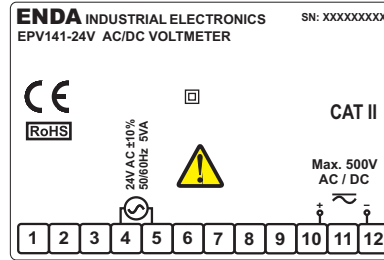 ENDA INDUSTRIAL ELECTRONICS
SN: XXXXXXXXX
EPV141-24V AC/DC VOLTMETER
CE
RoHS
24V AC ±10%
50/60Hz 5VA
CAT II
Max. 500V
AC / DC
+ -
1 2 3 4 5 6 7 8 9 10 11 12